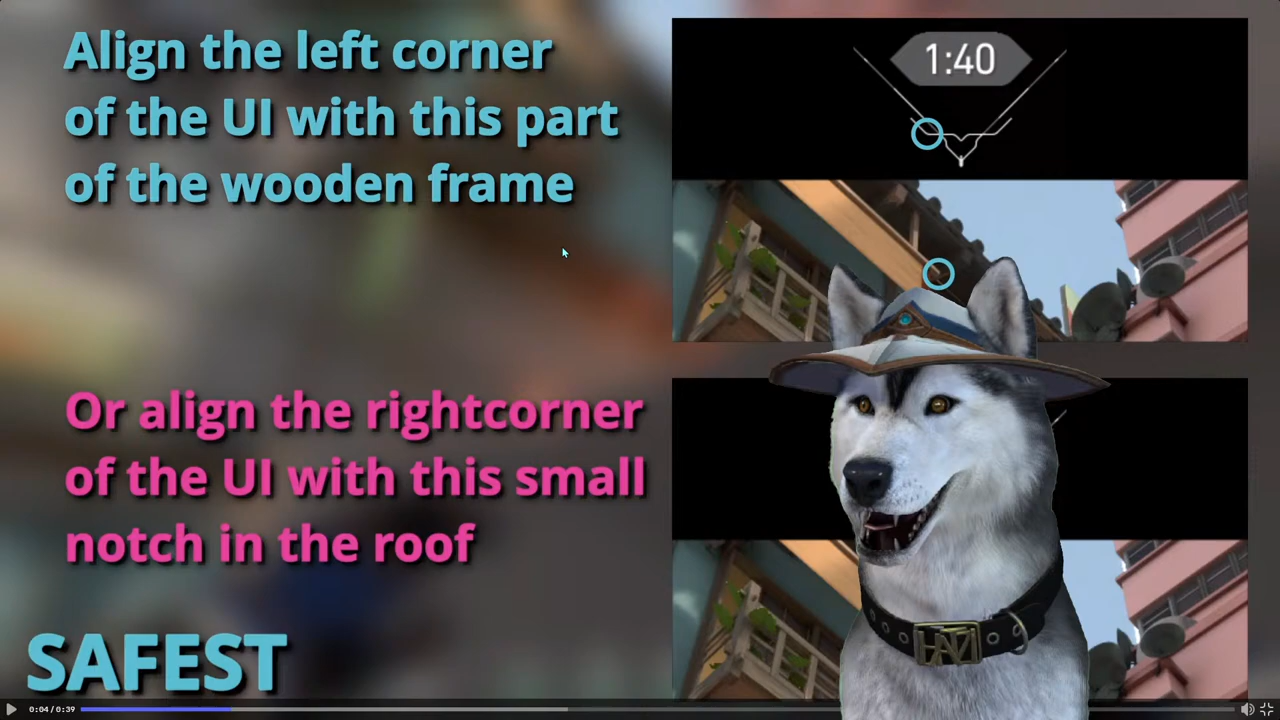 Align the left corner
of the UI with this part
of the wooden frame
1:40
Or align the rightcorner
of the UI with this small
notch in the roof
SAFEST
0:04/0:39